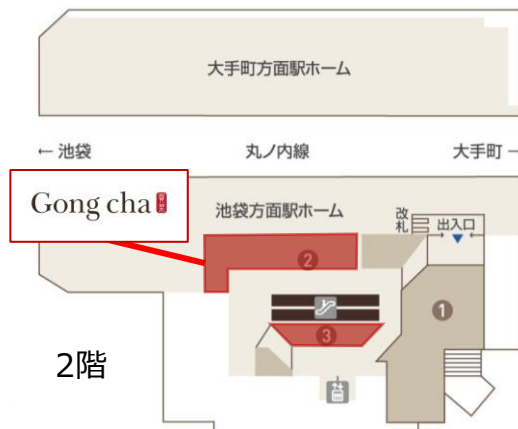 大手町方面駅ホーム
← 池袋
丸ノ内線
大手町 →
Gong cha
池袋方面駅ホーム
改札
出入口
2
1
3
2階